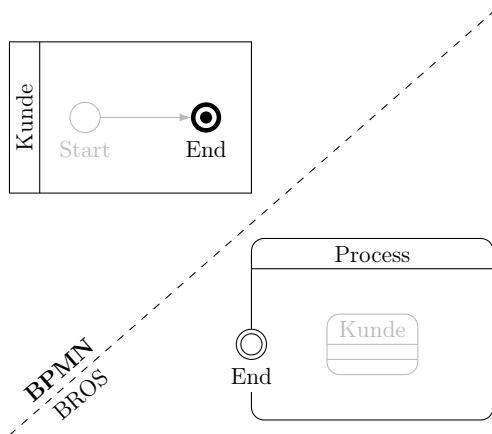 Kunde
Start
End
Process
Kunde
End
BPMN
BROS